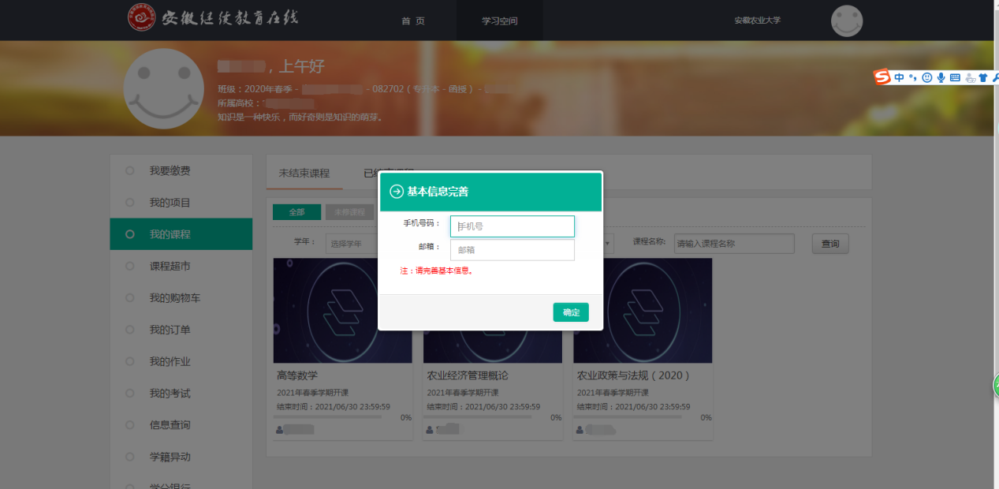 安徽继续教育在线
首 页
学习空间
安徽农业大学
，上午好
班级：2020年春季 - - 082702（专升本 - 函授） -
所属高校：
知识是一种快乐，而好奇则是知识的萌芽。
中
我要缴费
我的项目
我的课程
课程超市
我的购物车
我的订单
我的作业
我的考试
信息查询
学籍异动
学分银行
未结束课程
已结束课程
全部
未修课程
学年：
选择学年
课程名称:
请输入课程名称
查询
基本信息完善
手机号码：
手机号
邮箱：
邮箱
注：请完善基本信息。
确定
高等数学
2021年春季学期开课
结束时间：2021/06/30 23:59:59
0%
农业经济管理概论
2021年春季学期开课
结束时间：2021/06/30 23:59:59
0%
农业政策与法规（2020）
2021年春季学期开课
结束时间：2021/06/30 23:59:59
0%